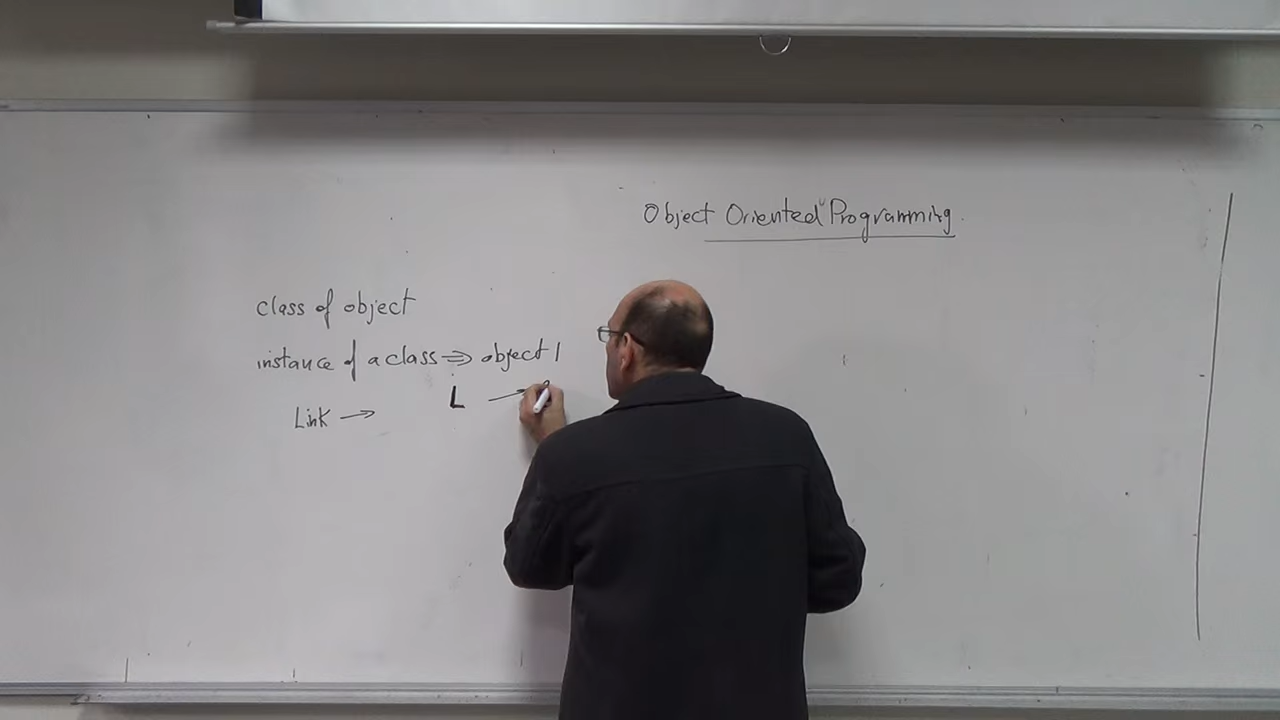 Object Oriented Programming
class of object
instance of a class ⇒ object 1
L →
Link →